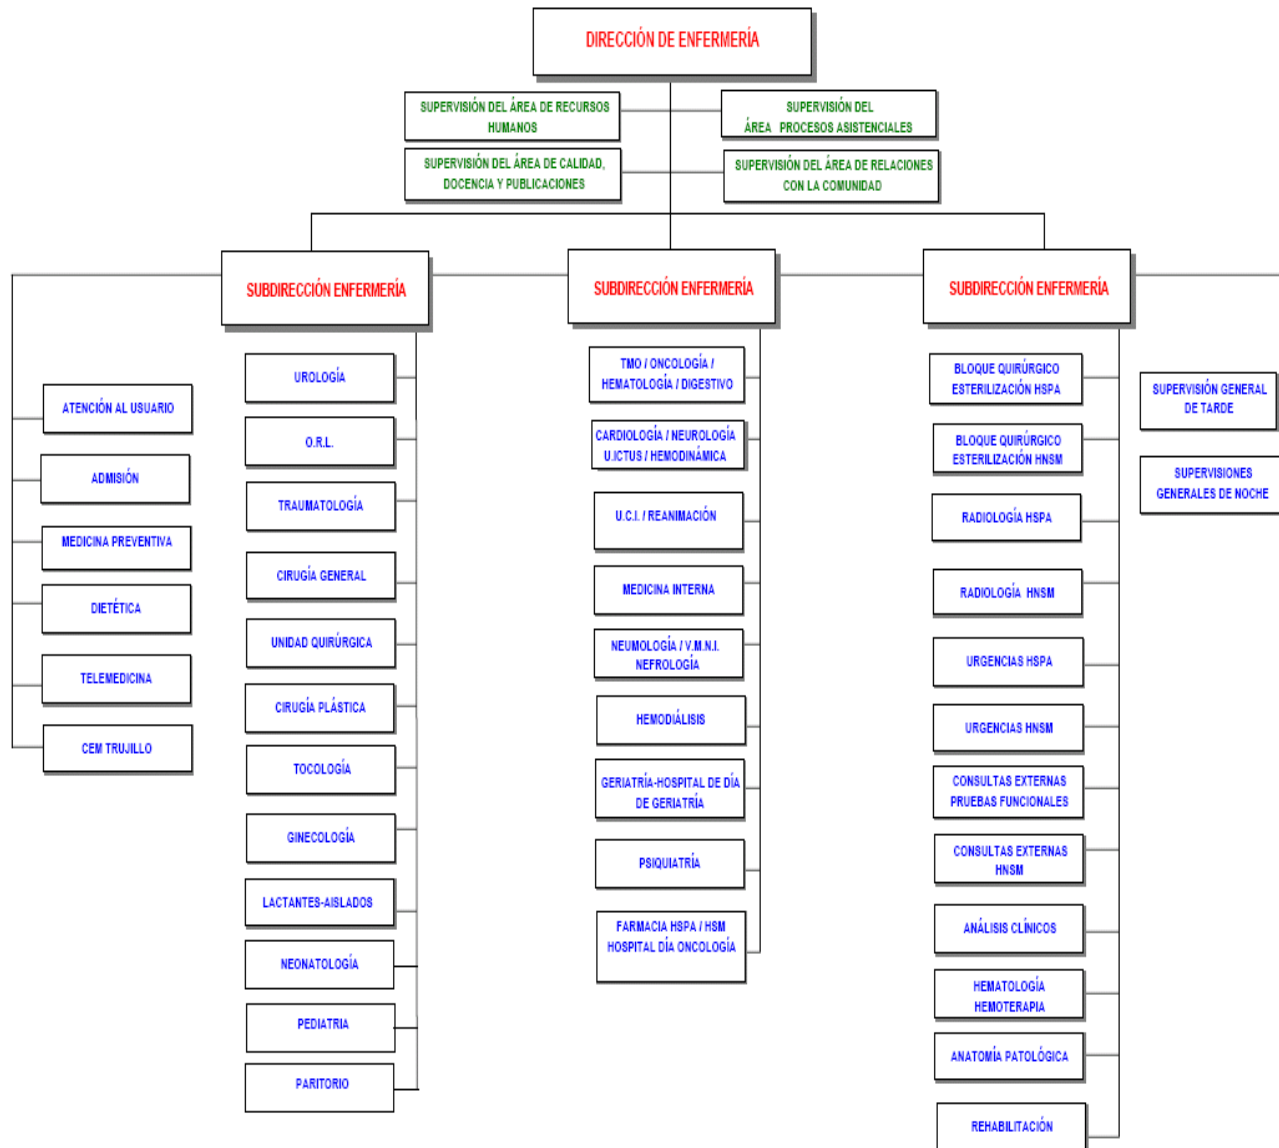 DIRECCIÓN DE ENFERMERÍA
SUPERVISIÓN DEL ÁREA DE RECURSOS
HUMANOS
SUPERVISIÓN DEL
ÁREA PROCESOS ASISTENCIALES
SUPERVISIÓN DEL ÁREA DE CALIDAD,
DOCENCIA Y PUBLICACIONES
SUPERVISIÓN DEL ÁREA DE RELACIONES
CON LA COMUNIDAD
SUBDIRECCIÓN ENFERMERÍA
SUBDIRECCIÓN ENFERMERÍA
SUBDIRECCIÓN ENFERMERÍA
ATENCIÓN AL USUARIO
ADMISIÓN
MEDICINA PREVENTIVA
DIETÉTICA
TELEMEDICINA
CEM TRUJILLO
UROLOGÍA
O.R.L.
TRAUMATOLOGÍA
CIRUGÍA GENERAL
UNIDAD QUIRÚRGICA
CIRUGÍA PLÁSTICA
TOCOLOGÍA
GINECOLOGÍA
LACTANTES-AISLADOS
NEONATOLOGÍA
PEDIATRIA
PARITORIO
TMO / ONCOLOGÍA /
HEMATOLOGÍA / DIGESTIVO
CARDIOLOGÍA / NEUROLOGÍA
U.ICTUS / HEMODINÁMICA
U.C.I. / REANIMACIÓN
MEDICINA INTERNA
NEUMOLOGÍA / V.M.N.I.
NEFROLOGÍA
HEMODIÁLISIS
GERIATRÍA-HOSPITAL DE DÍA
DE GERIATRÍA
PSIQUIATRÍA
FARMACIA HSPA / HSM
HOSPITAL DÍA ONCOLOGÍA
BLOQUE QUIRÚRGICO
ESTERILIZACIÓN HSPA
BLOQUE QUIRÚRGICO
ESTERILIZACIÓN HNSM
RADIOLOGÍA HSPA
RADIOLOGÍA HNSM
URGENCIAS HSPA
URGENCIAS HNSM
CONSULTAS EXTERNAS
PRUEBAS FUNCIONALES
CONSULTAS EXTERNAS
HNSM
ANÁLISIS CLÍNICOS
HEMATOLOGÍA
HEMOTERAPIA
ANATOMÍA PATOLÓGICA
REHABILITACIÓN
SUPERVISIÓN GENERAL
DE TARDE
SUPERVISIONES
GENERALES DE NOCHE